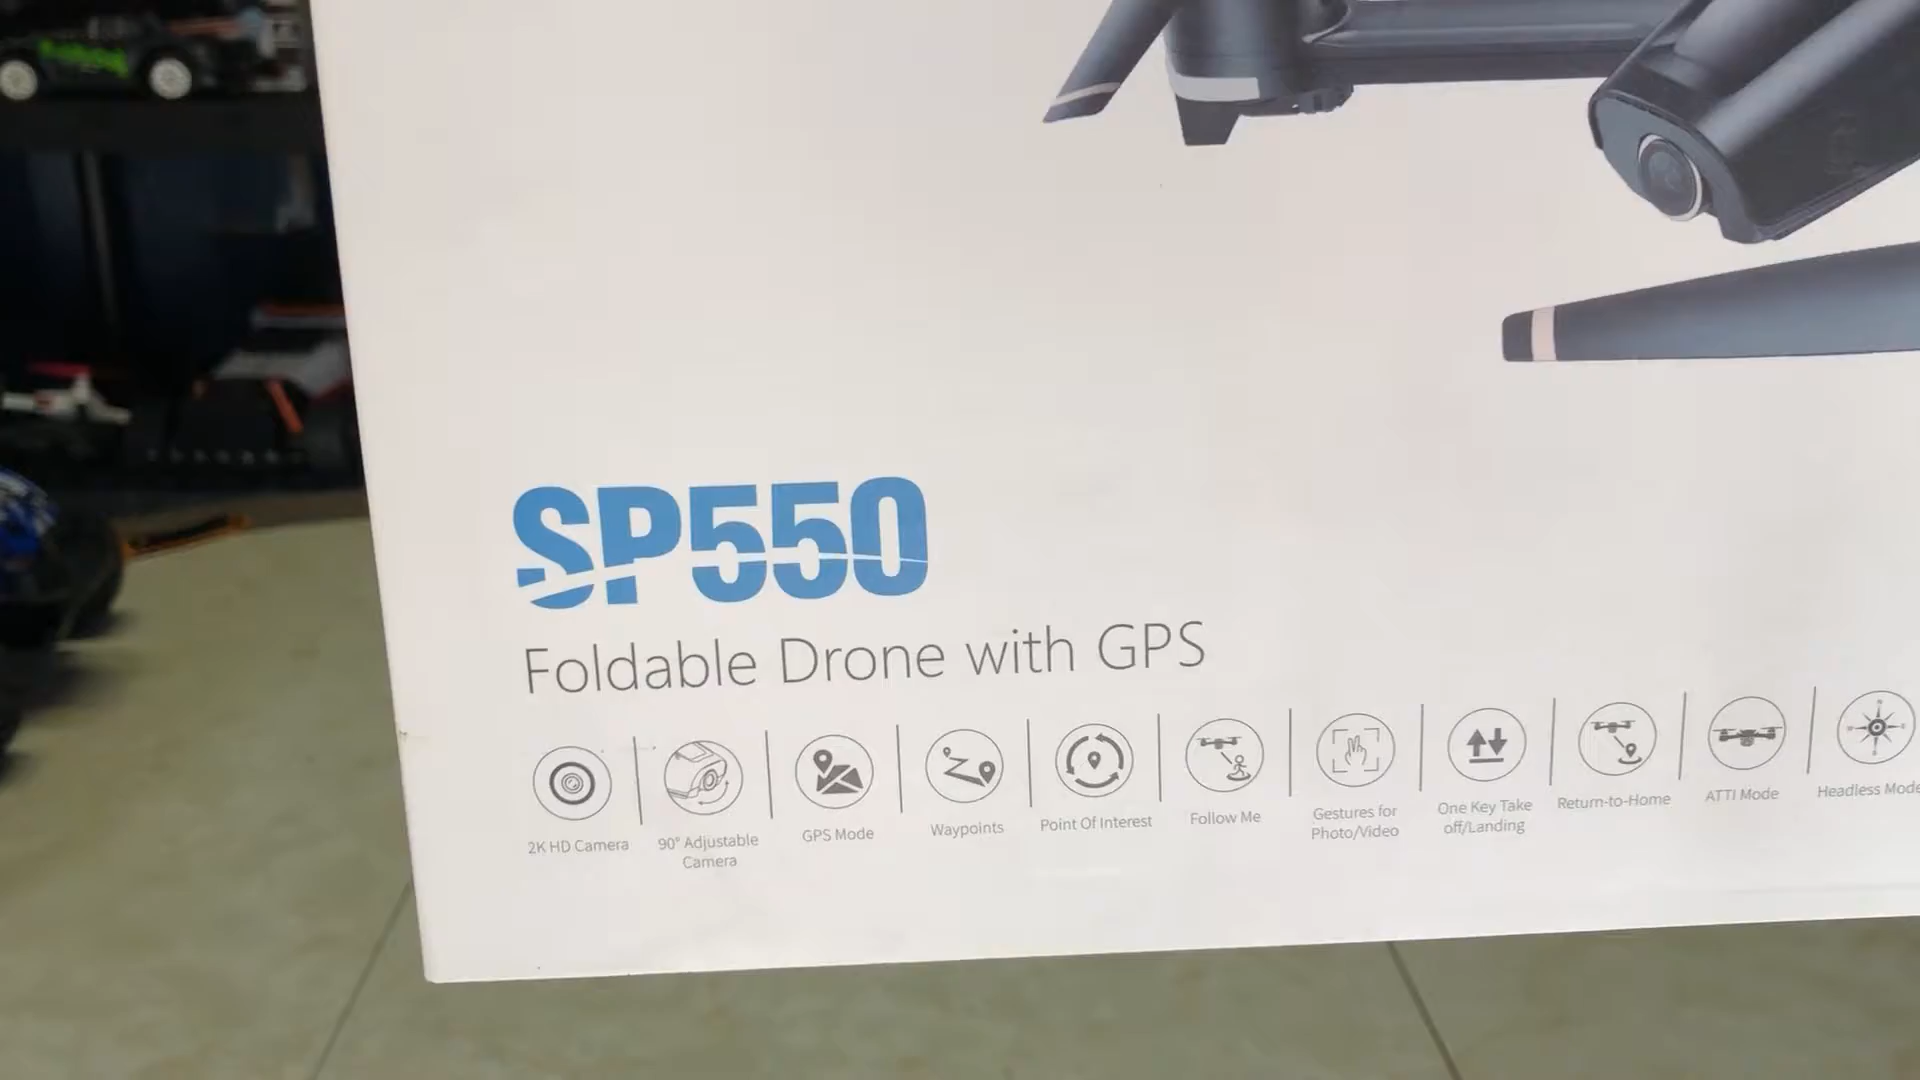 SP550
Foldable Drone with GPS
2K HD Camera
90° Adjustable
Camera
GPS Mode
Waypoints
Point Of Interest
Follow Me
Gestures for
Photo/Video
One Key Take
off/Landing
Return-to-Home
ATTI Mode
Headless Mode